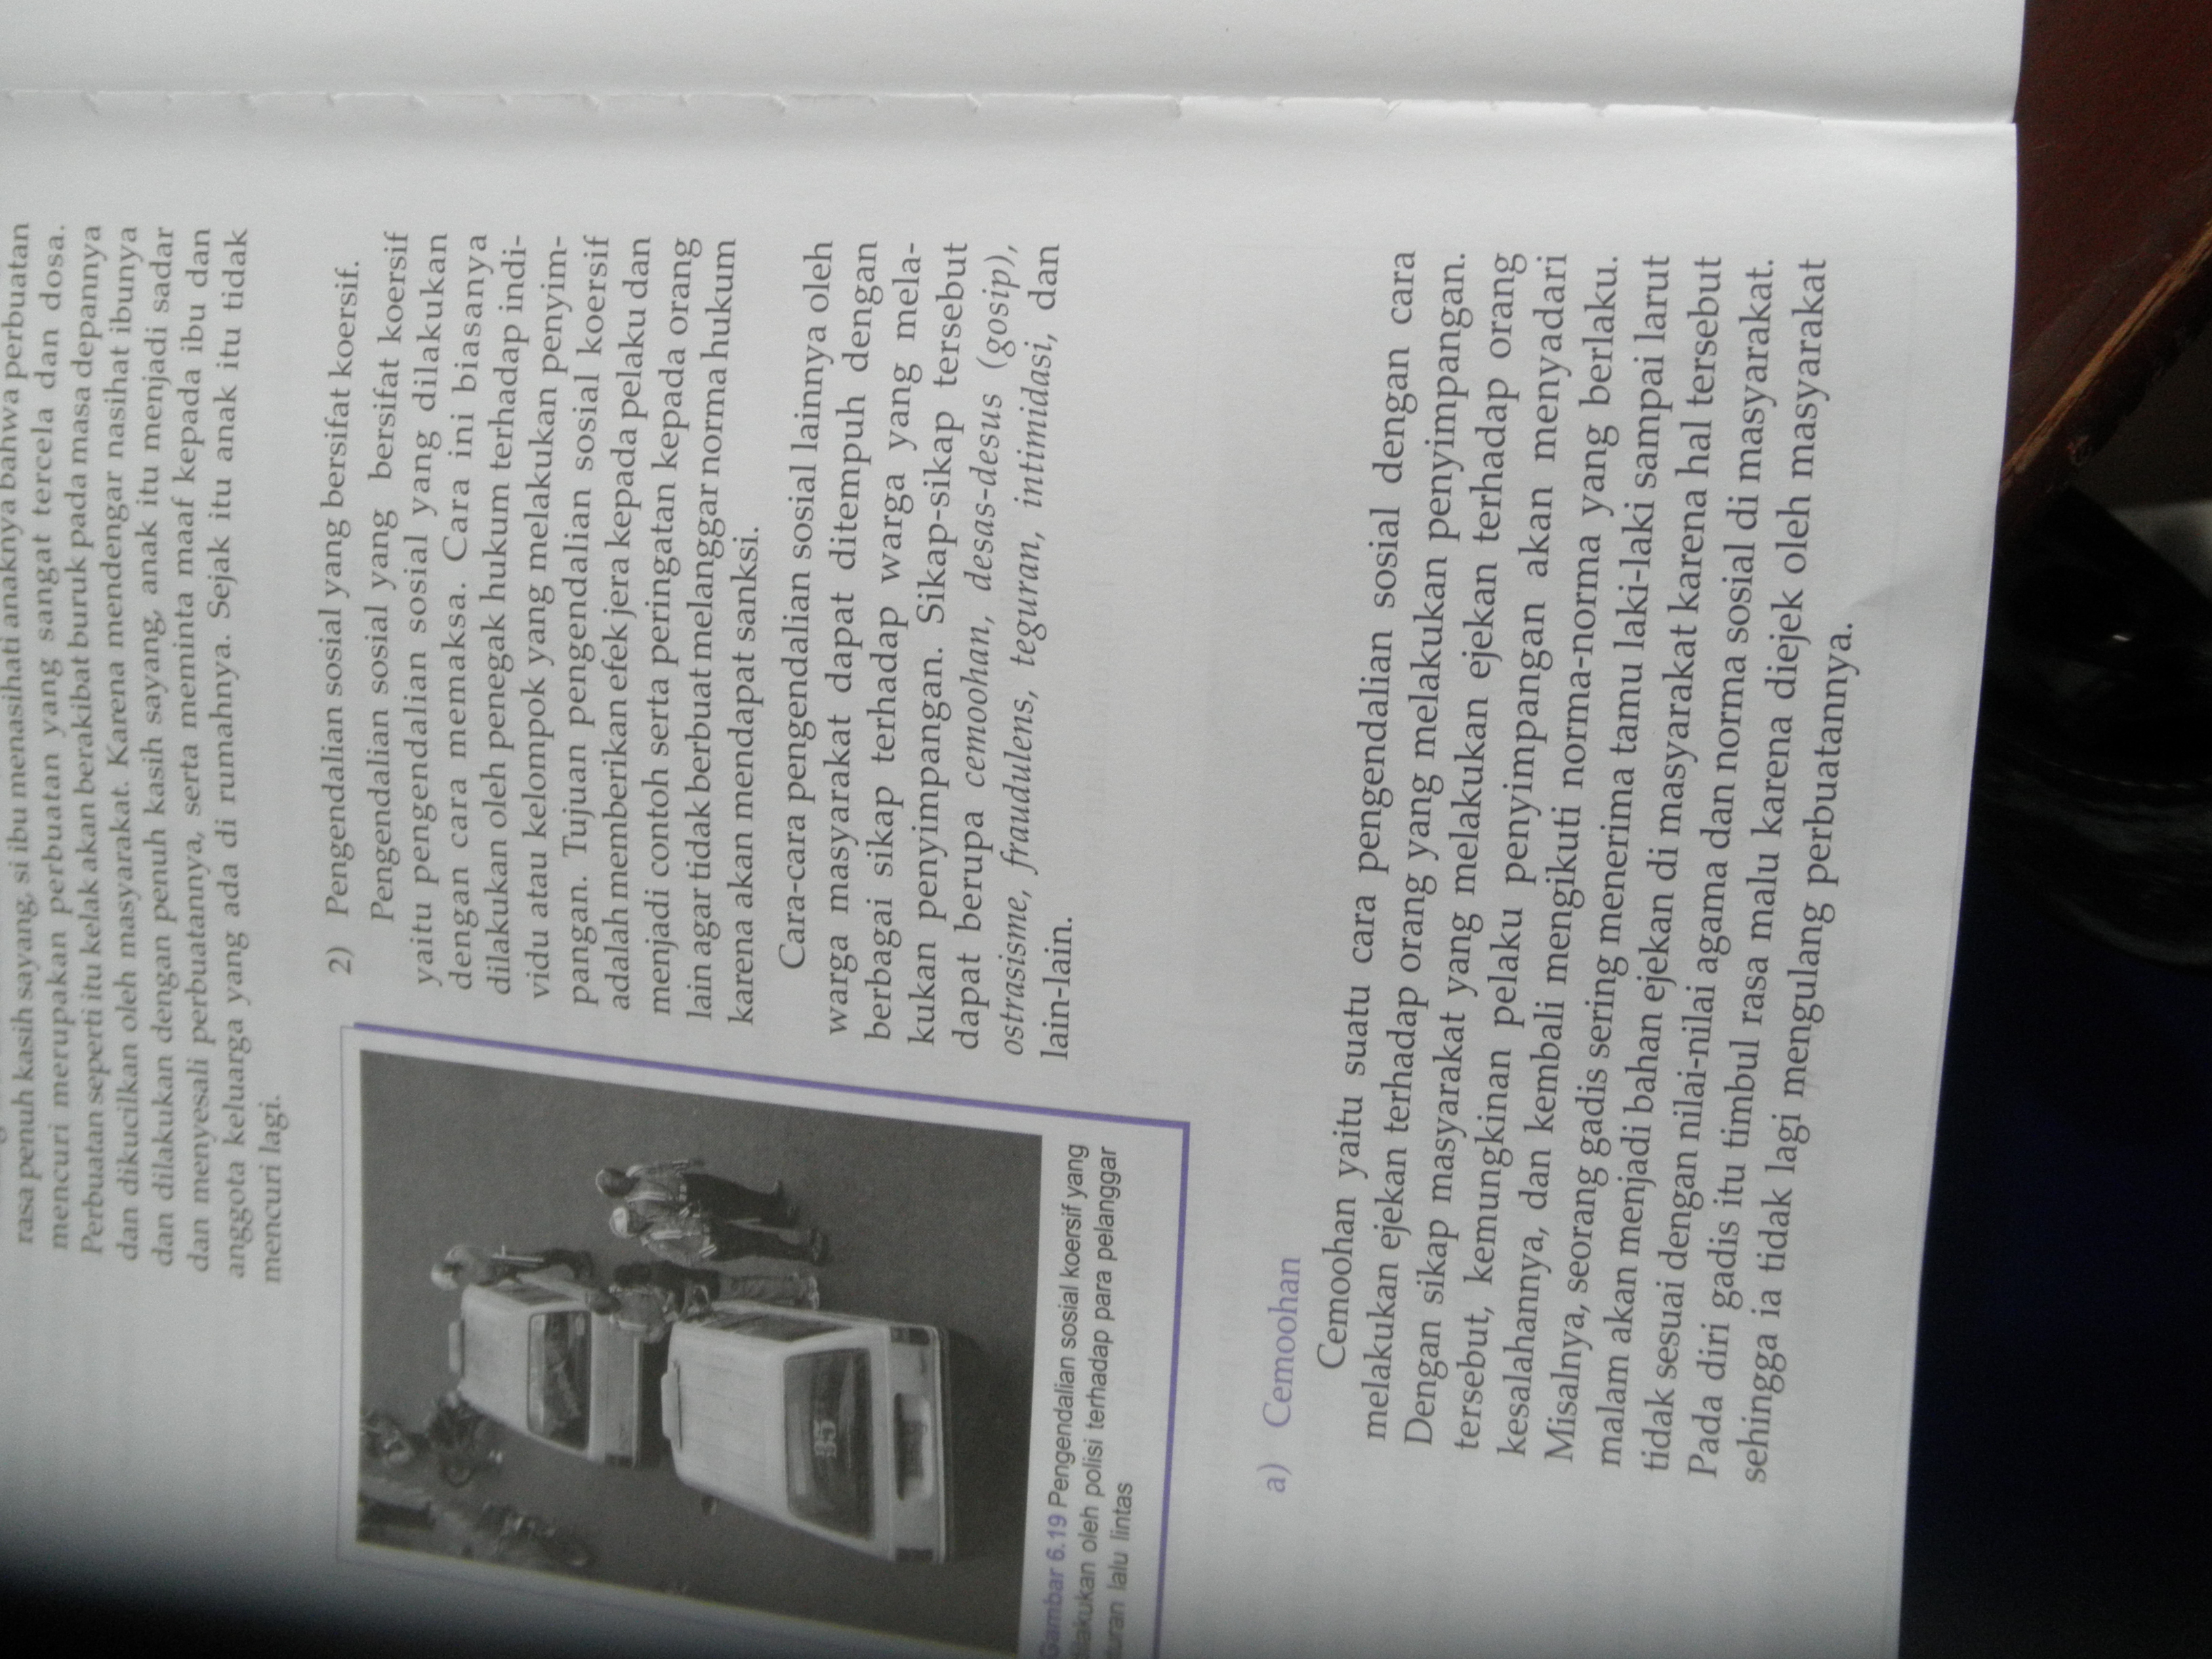 rasa penuh kasih sayang, si ibu menasihati anaknya bahwa perbuatan
mencuri merupakan perbuatan yang sangat tercela dan dosa.
Perbuatan seperti itu kelak akan berakibat buruk pada masa depannya
dan dikucilkan oleh masyarakat. Karena mendengar nasihat ibunya
dan dilakukan dengan penuh kasih sayang, anak itu menjadi sadar
dan menyesali perbuatannya, serta meminta maaf kepada ibu dan
anggota keluarga yang ada di rumahnya. Sejak itu anak itu tidak
mencuri lagi.
2) Pengendalian sosial yang bersifat koersif.
Pengendalian sosial yang bersifat koersif
yaitu pengendalian sosial yang dilakukan
dengan cara memaksa. Cara ini biasanya
dilakukan oleh penegak hukum terhadap indi-
vidu atau kelompok yang melakukan penyim-
pangan. Tujuan pengendalian sosial koersif
adalah memberikan efek jera kepada pelaku dan
menjadi contoh serta peringatan kepada orang
lain agar tidak berbuat melanggar norma hukum
karena akan mendapat sanksi.
Cara-cara pengendalian sosial lainnya oleh
warga masyarakat dapat ditempuh dengan
berbagai sikap terhadap warga yang mela-
kukan penyimpangan. Sikap-sikap tersebut
dapat berupa cemoohan, desas-desus (gosip),
ostrasisme, fraudulens, teguran, intimidasi, dan
lain-lain.
35
Gambar 6.19 Pengendalian sosial koersif yang
dilakukan oleh polisi terhadap para pelanggar
aturan lalu lintas
a) Cemoohan
Cemoohan yaitu suatu cara pengendalian sosial dengan cara
melakukan ejekan terhadap orang yang melakukan penyimpangan.
Dengan sikap masyarakat yang melakukan ejekan terhadap orang
tersebut, kemungkinan pelaku penyimpangan akan menyadari
kesalahannya, dan kembali mengikuti norma-norma yang berlaku.
Misalnya, seorang gadis sering menerima tamu laki-laki sampai larut
malam akan menjadi bahan ejekan di masyarakat karena hal tersebut
tidak sesuai dengan nilai-nilai agama dan norma sosial di masyarakat.
Pada diri gadis itu timbul rasa malu karena diejek oleh masyarakat
sehingga ia tidak lagi mengulang perbuatannya.